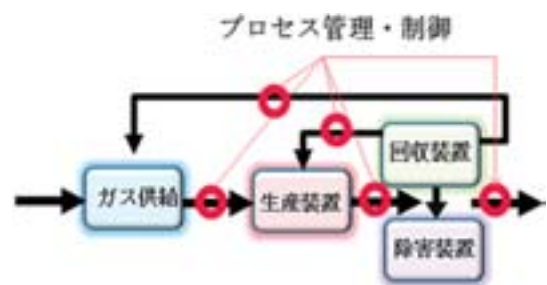 プロセス管理・制御
回収装置
ガス供給
生産装置
除害装置